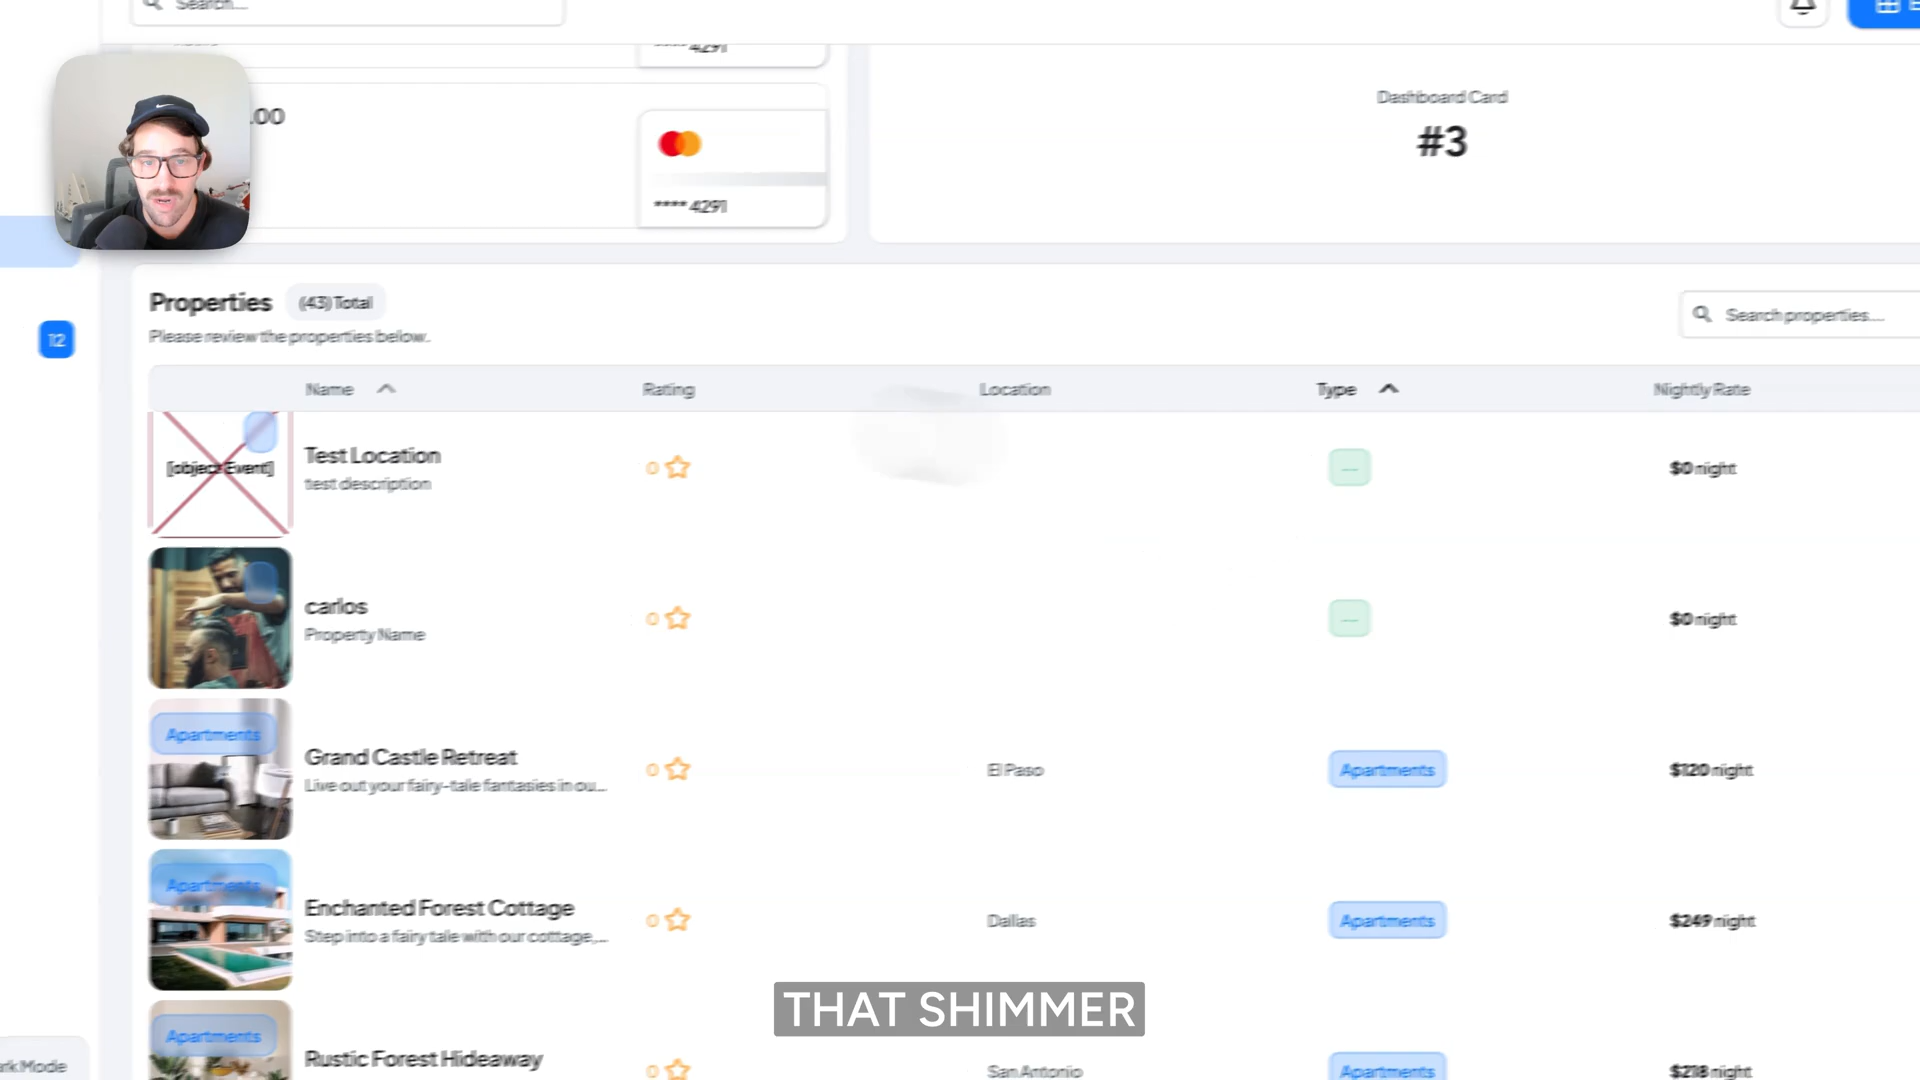 Search...
**** 4291
.00
**** 4291
Dashboard Card
#3
12
Properties (43) Total
Please review the properties below.
Search properties...
Name Rating Location Type Nightly Rate
[object Event]
Test Location
test description
0
—
$0 night
carlos
Property Name
0
—
$0 night
Apartments
Grand Castle Retreat
Live out your fairy-tale fantasies in ou...
0
El Paso
Apartments
$120 night
Apartments
Enchanted Forest Cottage
Step into a fairy tale with our cottage,...
0
Dallas
Apartments
$249 night
THAT SHIMMER
Apartments
Rustic Forest Hideaway
0
San Antonio
Apartments
$218 night
rk Mode